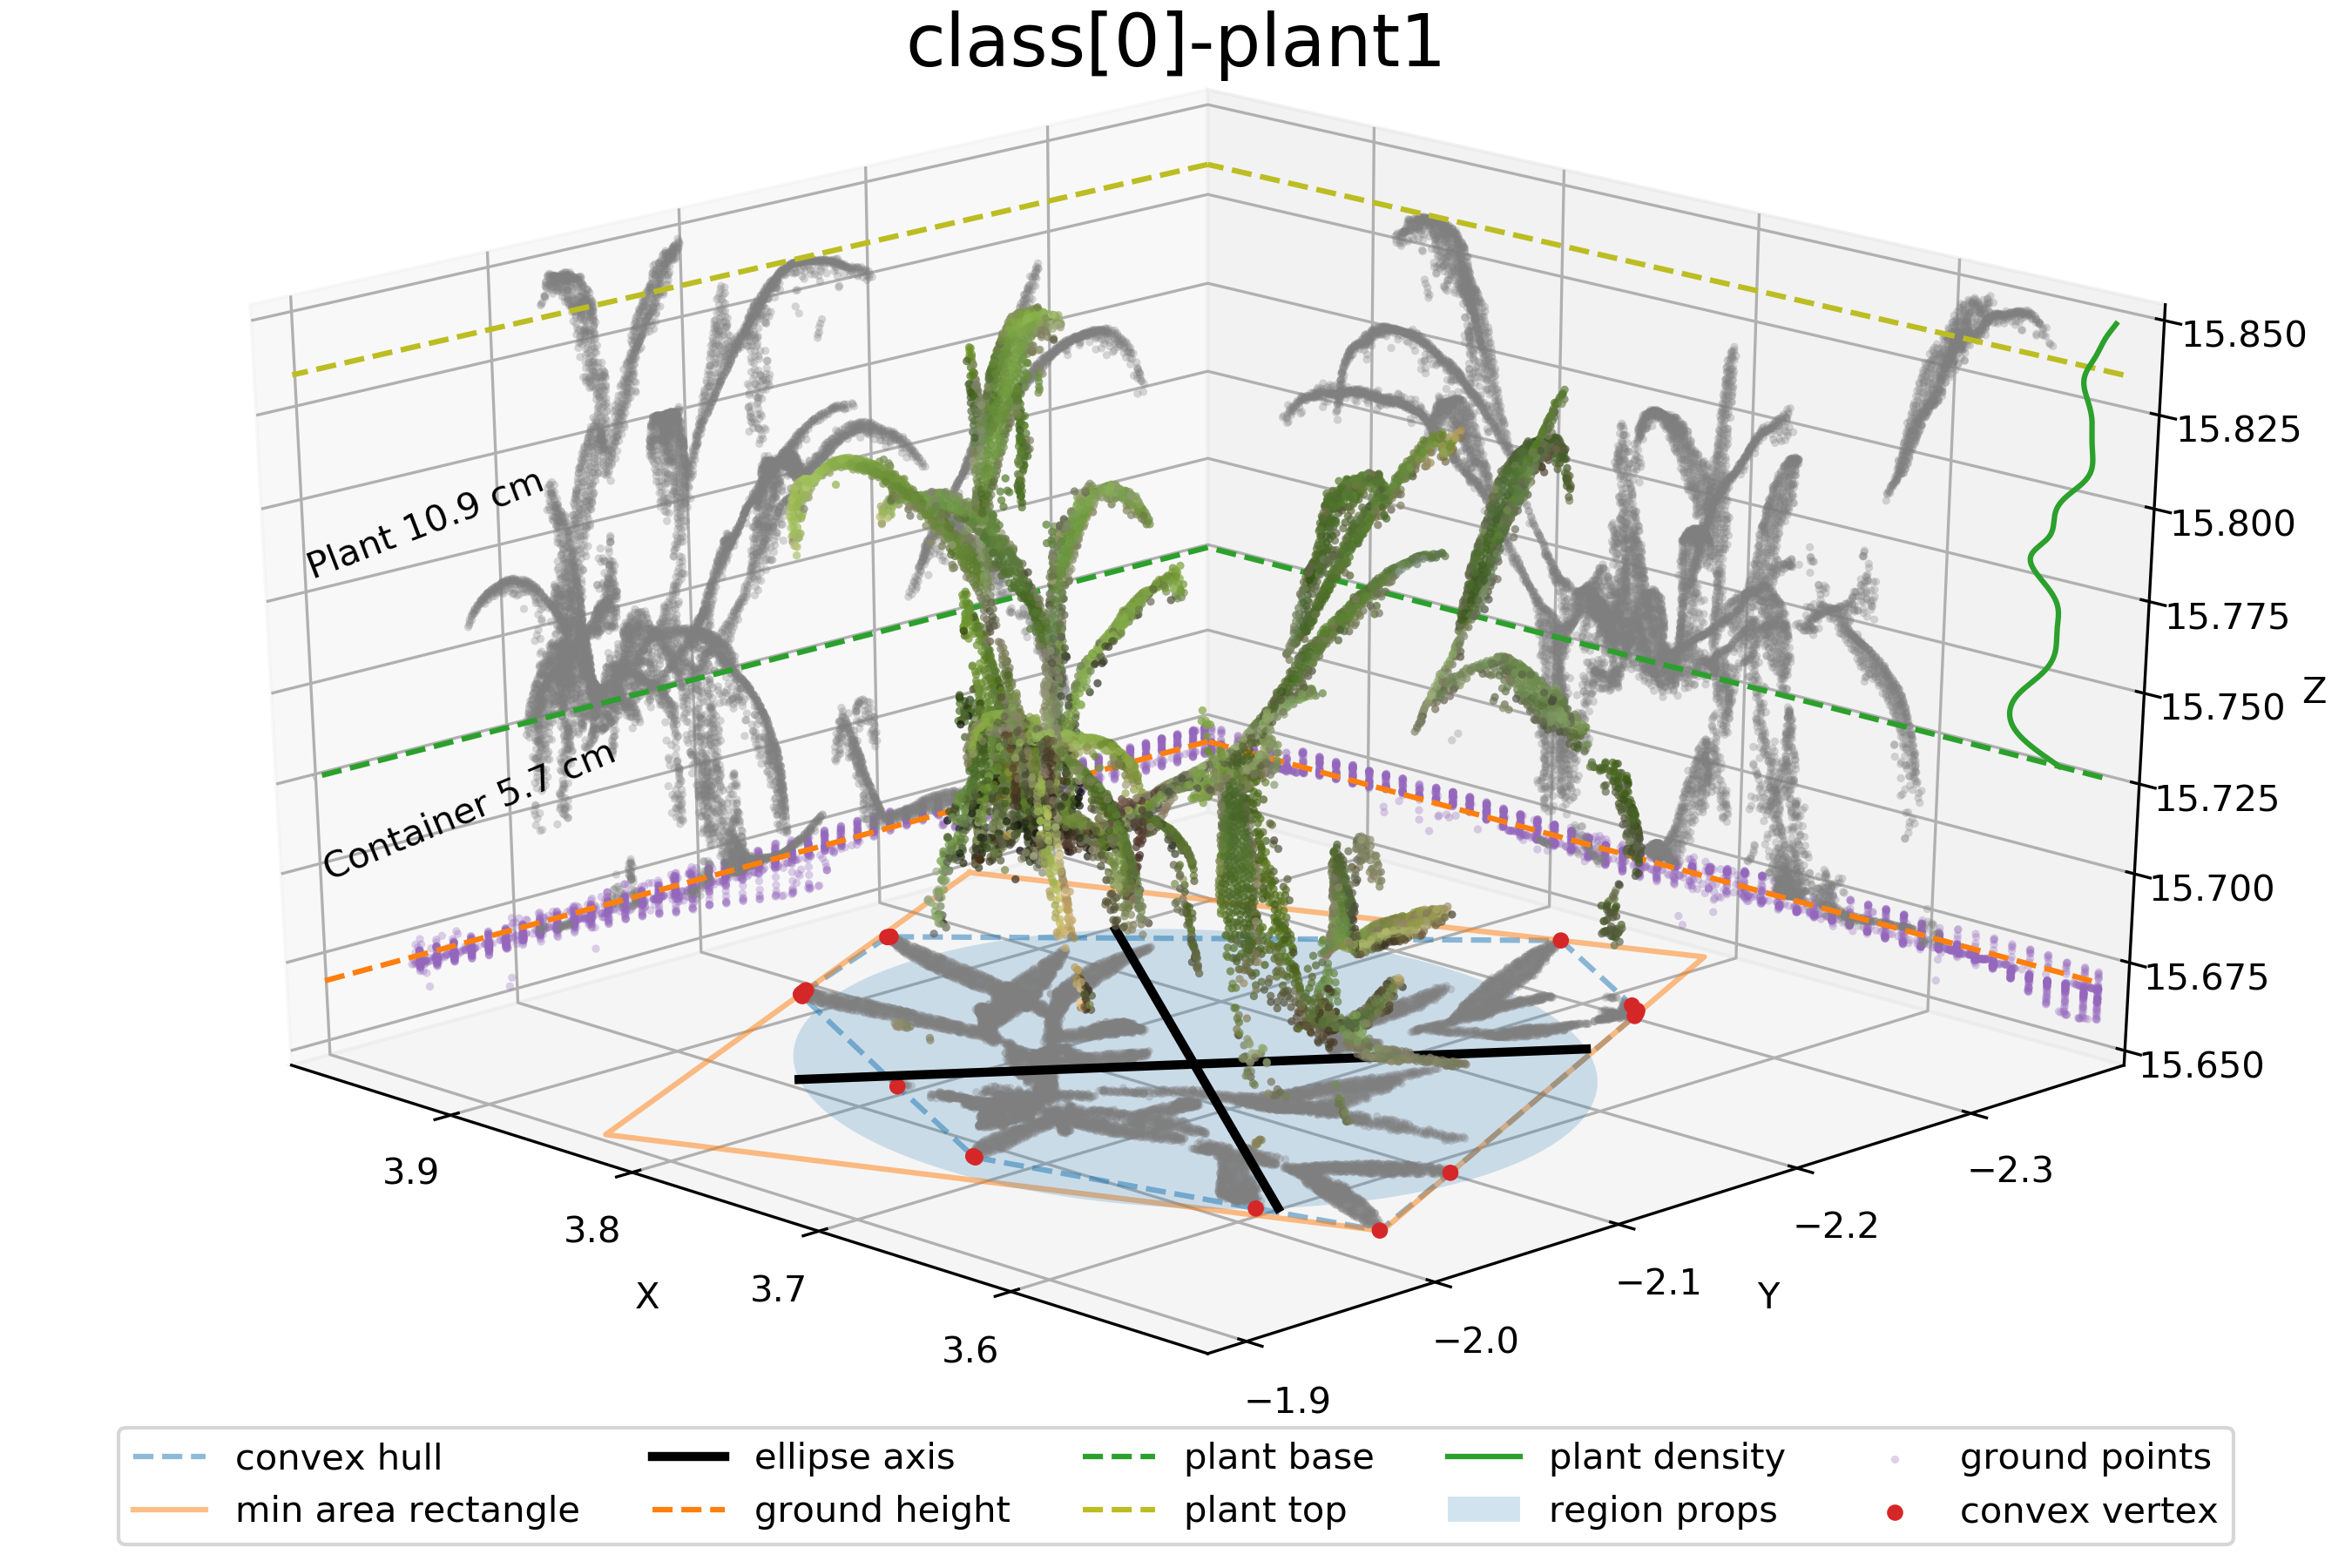 class[0]-plant1
Plant 10.9 cm
Container 5.7 cm
15.850
15.825
15.800
15.775
15.750
15.725
15.700
15.675
15.650
Z
3.9
3.8
3.7
3.6
X
−2.3
−2.2
−2.1
−2.0
−1.9
Y
convex hull
min area rectangle
ellipse axis
ground height
plant base
plant top
plant density
region props
ground points
convex vertex